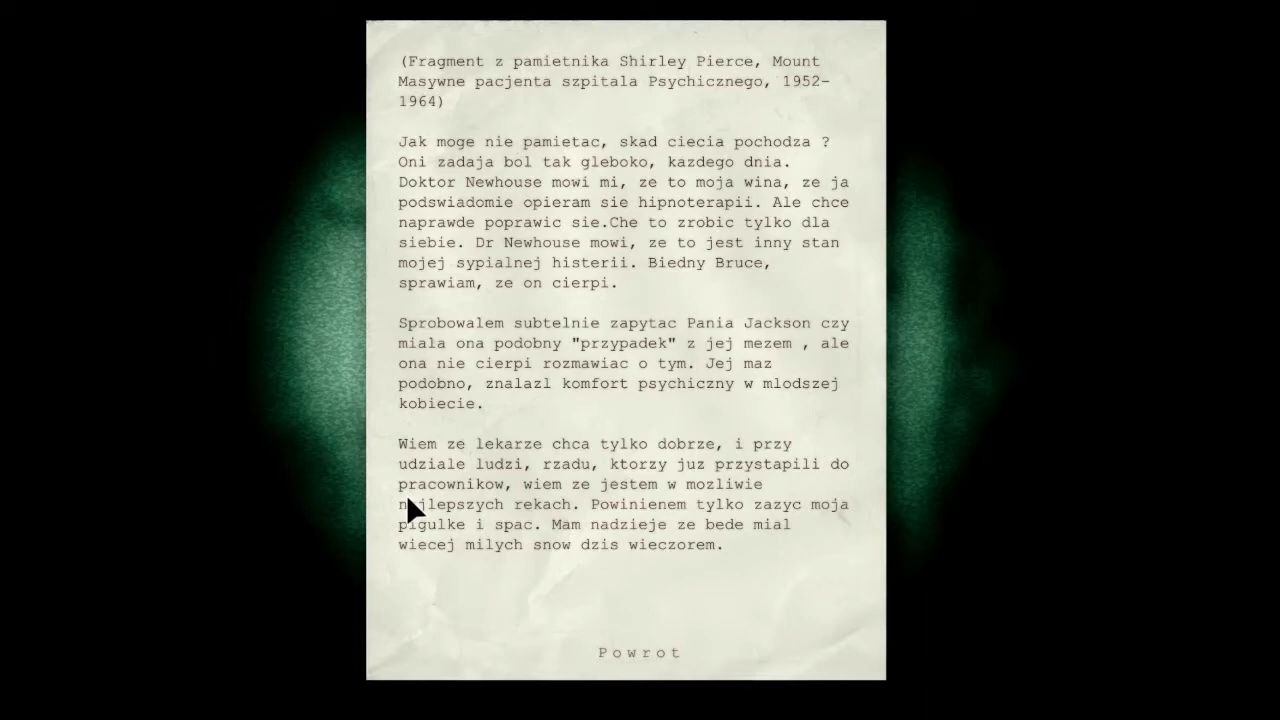 (Fragment z pamietnika Shirley Pierce, Mount
Masywne pacjenta szpitala Psychicznego, 1952-
1964)
Jak moge nie pamietac, skad ciecia pochodza ?
Oni zadaja bol tak gleboko, kazdego dnia.
Doktor Newhouse mowi mi, ze to moja wina, ze ja
podswiadomie opieram sie hipnoterapii. Ale chce
naprawde poprawic sie.Che to zrobic tylko dla
siebie. Dr Newhouse mowi, ze to jest inny stan
mojej sypialnej histerii. Biedny Bruce,
sprawiam, ze on cierpi.
Sprobowalem subtelnie zapytac Pania Jackson czy
miala ona podobny "przypadek" z jej mezem , ale
ona nie cierpi rozmawiac o tym. Jej maz
podobno, znalazl komfort psychiczny w mlodszej
kobiecie.
Wiem ze lekarze chca tylko dobrze, i przy
udziale ludzi, rzadu, ktorzy juz przystapili do
pracownikow, wiem ze jestem w mozliwie
najlepszych rekach. Powinienem tylko zazyc moja
pigulke i spac. Mam nadzieje ze bede mial
wiecej milych snow dzis wieczorem.
Powrot